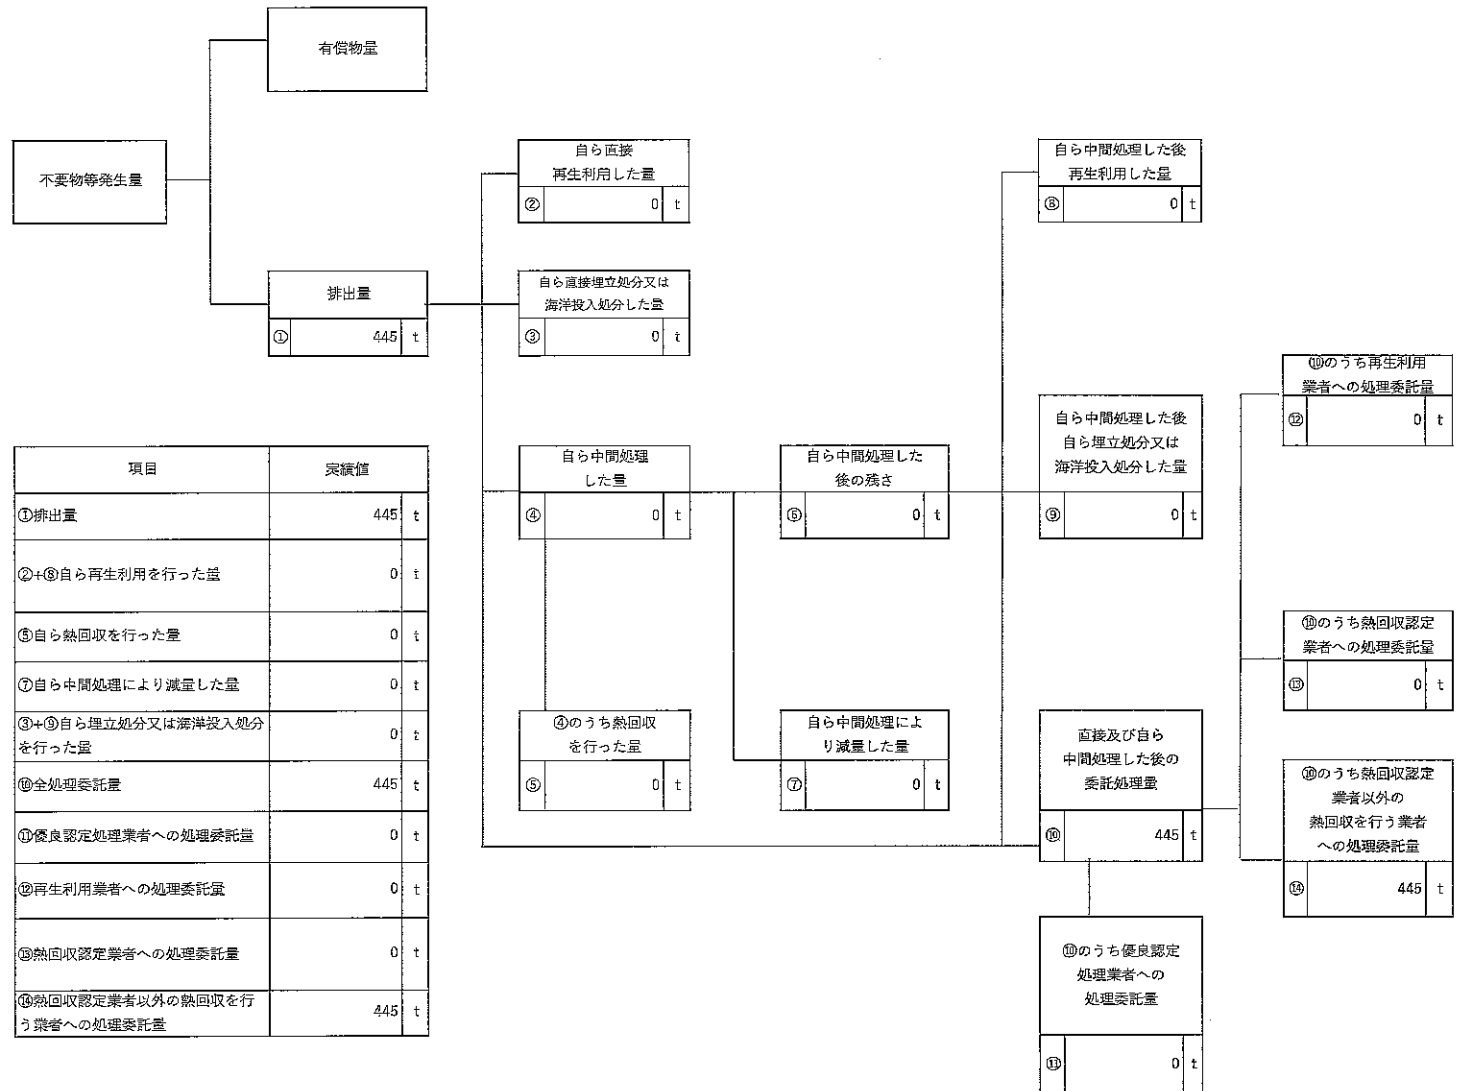 有償物量
不要物等発生量
自ら直接
再生利用した量
② 0 t
自ら中間処理した後
再生利用した量
⑧ 0 t
排出量
① 445 t
自ら直接埋立処分又は
海洋投入処分した量
③ 0 t
⑩のうち再生利用
業者への処理委託量
⑫ 0 t
自ら中間処理
した量
④ 0 t
自ら中間処理した
後の残さ
⑥ 0 t
自ら中間処理した後
自ら埋立処分又は
海洋投入処分した量
⑨ 0 t
⑩のうち熱回収認定
業者への処理委託量
⑬ 0 t
④のうち熱回収
を行った量
⑤ 0 t
自ら中間処理によ
り減量した量
⑦ 0 t
直接及び自ら
中間処理した後の
委託処理量
⑩ 445 t
⑩のうち熱回収認定
業者以外の
熱回収を行う業者
への処理委託量
⑭ 445 t
⑩のうち優良認定
処理業者への
処理委託量
⑪ 0 t
項目 実績値
①排出量 445 t
②+⑧自ら再生利用を行った量 0 t
⑤自ら熱回収を行った量 0 t
⑦自ら中間処理により減量した量 0 t
③+⑨自ら埋立処分又は海洋投入処分
を行った量 0 t
⑩全処理委託量 445 t
⑪優良認定処理業者への処理委託量 0 t
⑫再生利用業者への処理委託量 0 t
⑬熱回収認定業者への処理委託量 0 t
⑭熱回収認定業者以外の熱回収を行
う業者への処理委託量 445 t